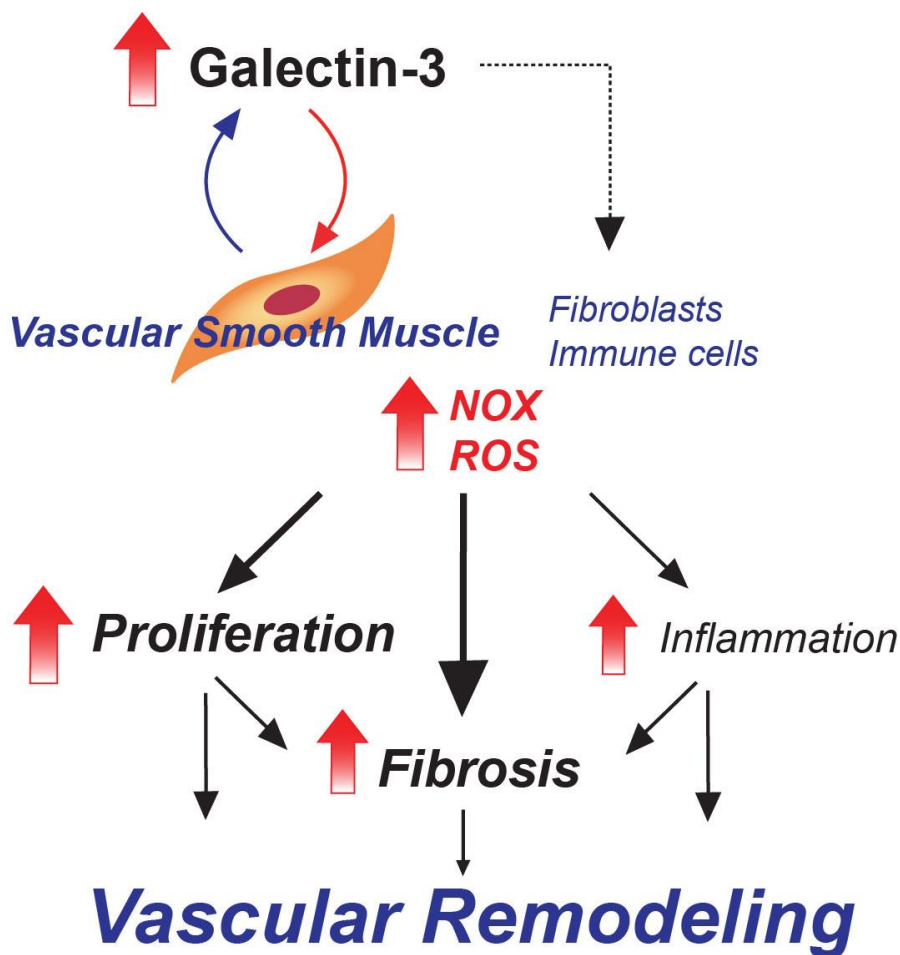 Galectin-3
Vascular Smooth Muscle
Fibroblasts
Immune cells
NOX
ROS
Proliferation
Inflammation
Fibrosis
Vascular Remodeling